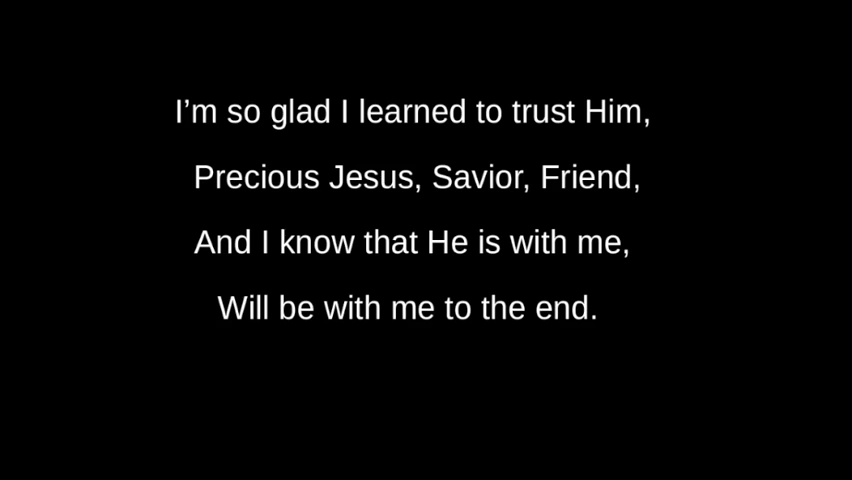 I’m so glad I learned to trust Him,
Precious Jesus, Savior, Friend,
And I know that He is with me,
Will be with me to the end.